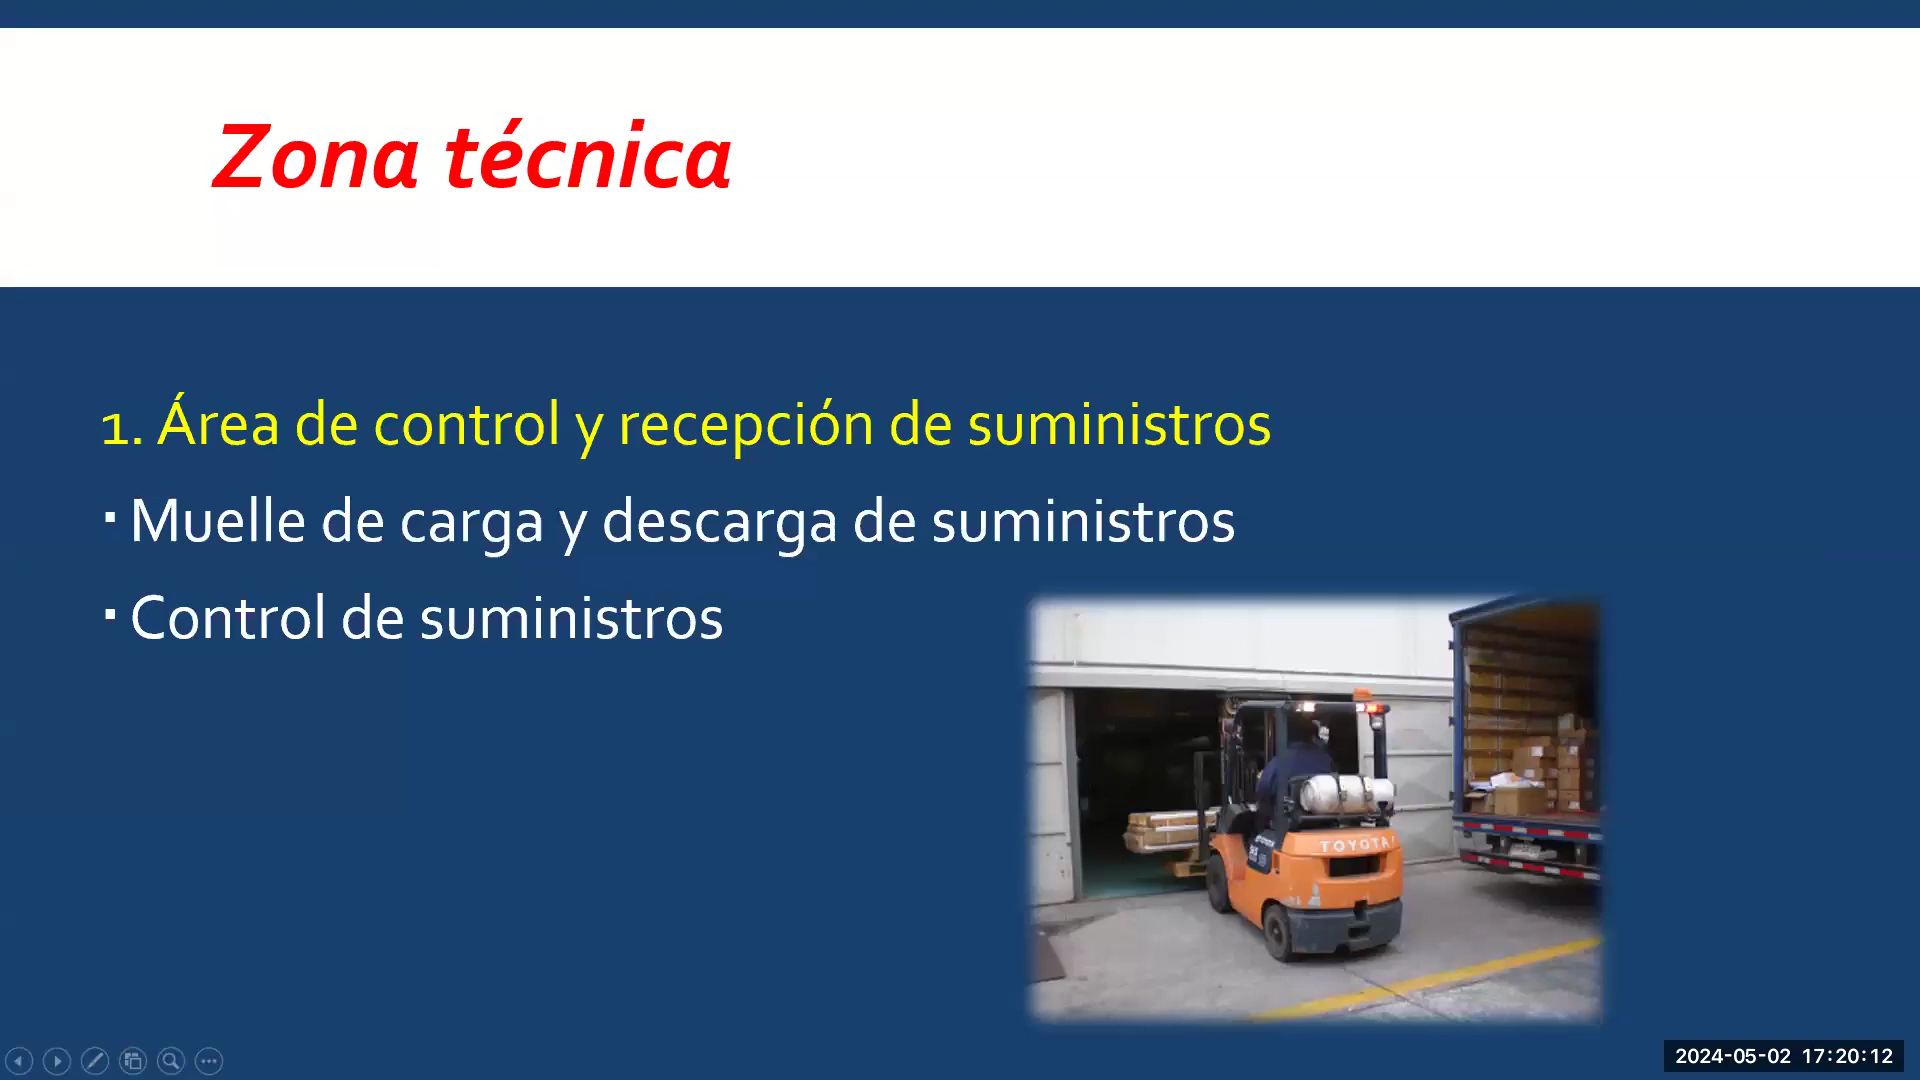 Zona técnica
1. Área de control y recepción de suministros
▪ Muelle de carga y descarga de suministros
▪ Control de suministros
TOYOTA
2024-05-02 17:20:12